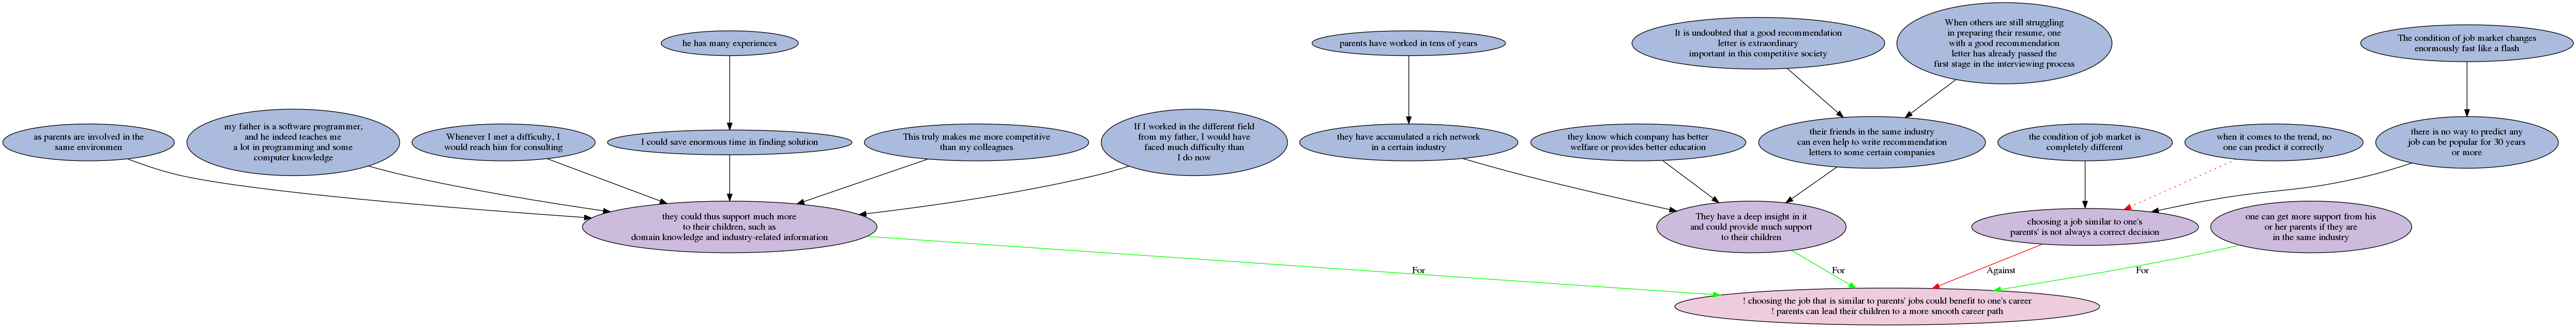 he has many experiences
parents have worked in tens of years
It is undoubted that a good recommendation
letter is extraordinary
important in this competitive society
When others are still struggling
in preparing their resume, one
with a good recommendation
letter has already passed the
first stage in the interviewing process
The condition of job market changes
enormously fast like a flash
as parents are involved in the
same environmen
my father is a software programmer,
and he indeed teaches me
a lot in programming and some
computer knowledge
Whenever I met a difficulty, I
would reach him for consulting
I could save enormous time in finding solution
This truly makes me more competitive
than my colleagues
If I worked in the different field
from my father, I would have
faced much difficulty than
I do now
they have accumulated a rich network
in a certain industry
they know which company has better
welfare or provides better education
their friends in the same industry
can even help to write recommendation
letters to some certain companies
the condition of job market is
completely different
when it comes to the trend, no
one can predict it correctly
there is no way to predict any
job can be popular for 30 years
or more
they could thus support much more
to their children, such as
domain knowledge and industry-related information
They have a deep insight in it
and could provide much support
to their children
choosing a job similar to one's
parents' is not always a correct decision
one can get more support from his
or her parents if they are
in the same industry
For
For
Against
For
! choosing the job that is similar to parents' jobs could benefit to one's career
! parents can lead their children to a more smooth career path